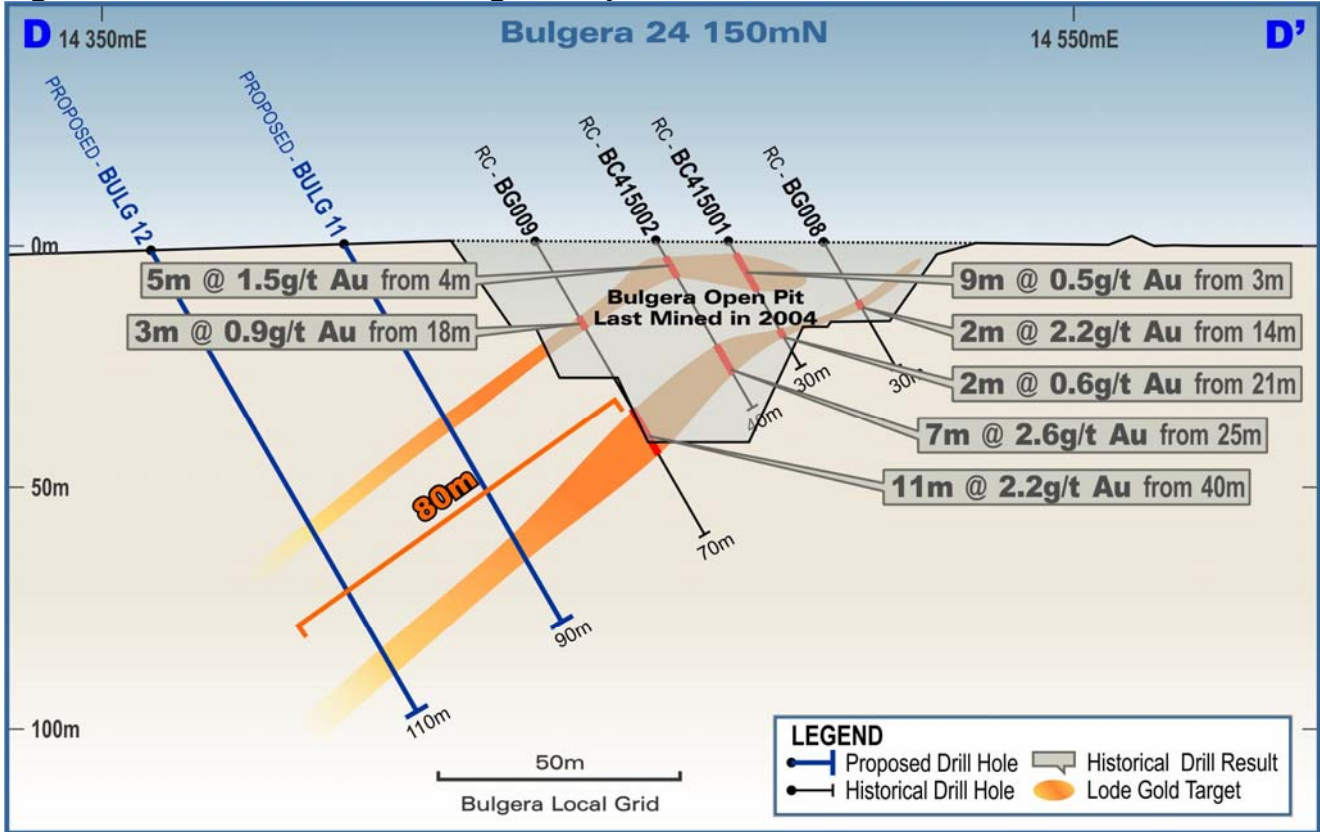 D
14 350mE
Bulgera 24 150mN
14 550mE
D’
PROPOSED - BULG 12
PROPOSED - BULG 11
RC - BG009
RC - BC415002
RC - BC415001
RC - BG008
0m
5m @ 1.5g/t Au from 4m
3m @ 0.9g/t Au from 18m
Bulgera Open Pit
Last Mined in 2004
9m @ 0.5g/t Au from 3m
2m @ 2.2g/t Au from 14m
2m @ 0.6g/t Au from 21m
7m @ 2.6g/t Au from 25m
11m @ 2.2g/t Au from 40m
30m
30m
40m
50m
80m
70m
90m
110m
100m
50m
Bulgera Local Grid
LEGEND
Proposed Drill Hole
Historical Drill Result
Historical Drill Hole
Lode Gold Target